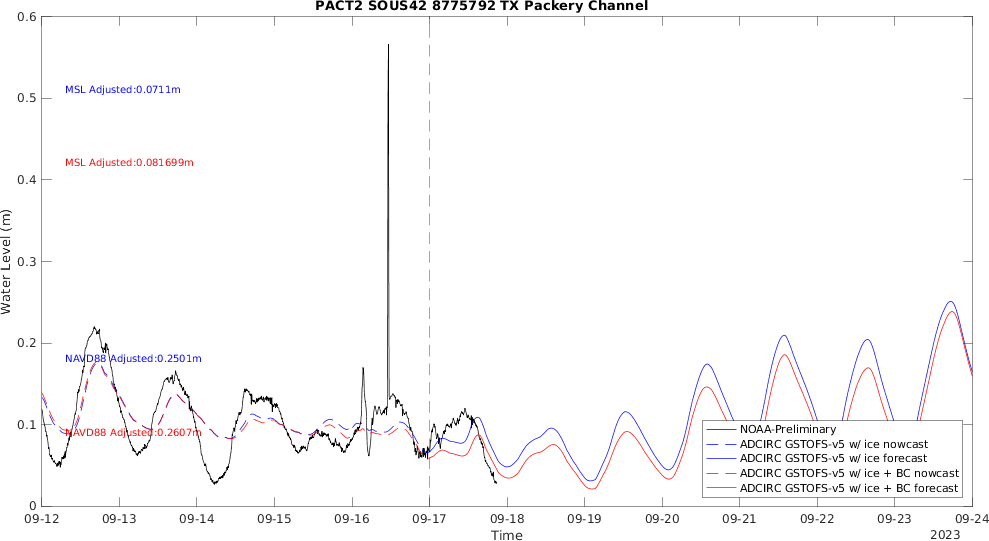 PACT2 SOUS42 8775792 TX Packery Channel
0.6
0.5
0.4
0.3
0.2
0.1
0
Water Level (m)
MSL Adjusted:0.0711m
MSL Adjusted:0.081699m
NAVD88 Adjusted:0.2501m
NAVD88 Adjusted:0.2607m
NOAA-Preliminary
ADCIRC GSTOFS-v5 w/ ice nowcast
ADCIRC GSTOFS-v5 w/ ice forecast
ADCIRC GSTOFS-v5 w/ ice + BC nowcast
ADCIRC GSTOFS-v5 w/ ice + BC forecast
09-12 09-13 09-14 09-15 09-16 09-17 09-18 09-19 09-20 09-21 09-22 09-23 09-24
Time
2023